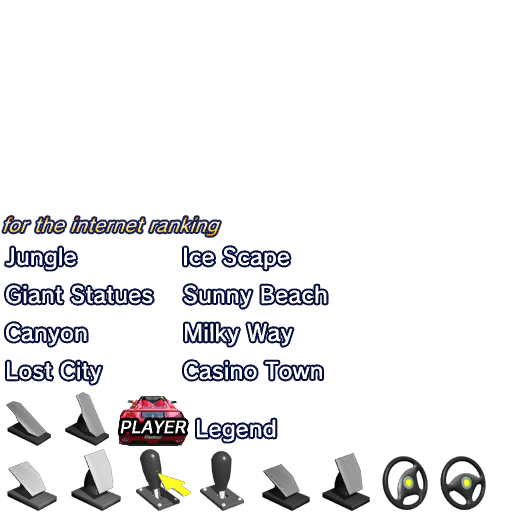 for the internet ranking
Jungle Ice Scape
Giant Statues Sunny Beach
Canyon Milky Way
Lost City Casino Town
PLAYER Legend